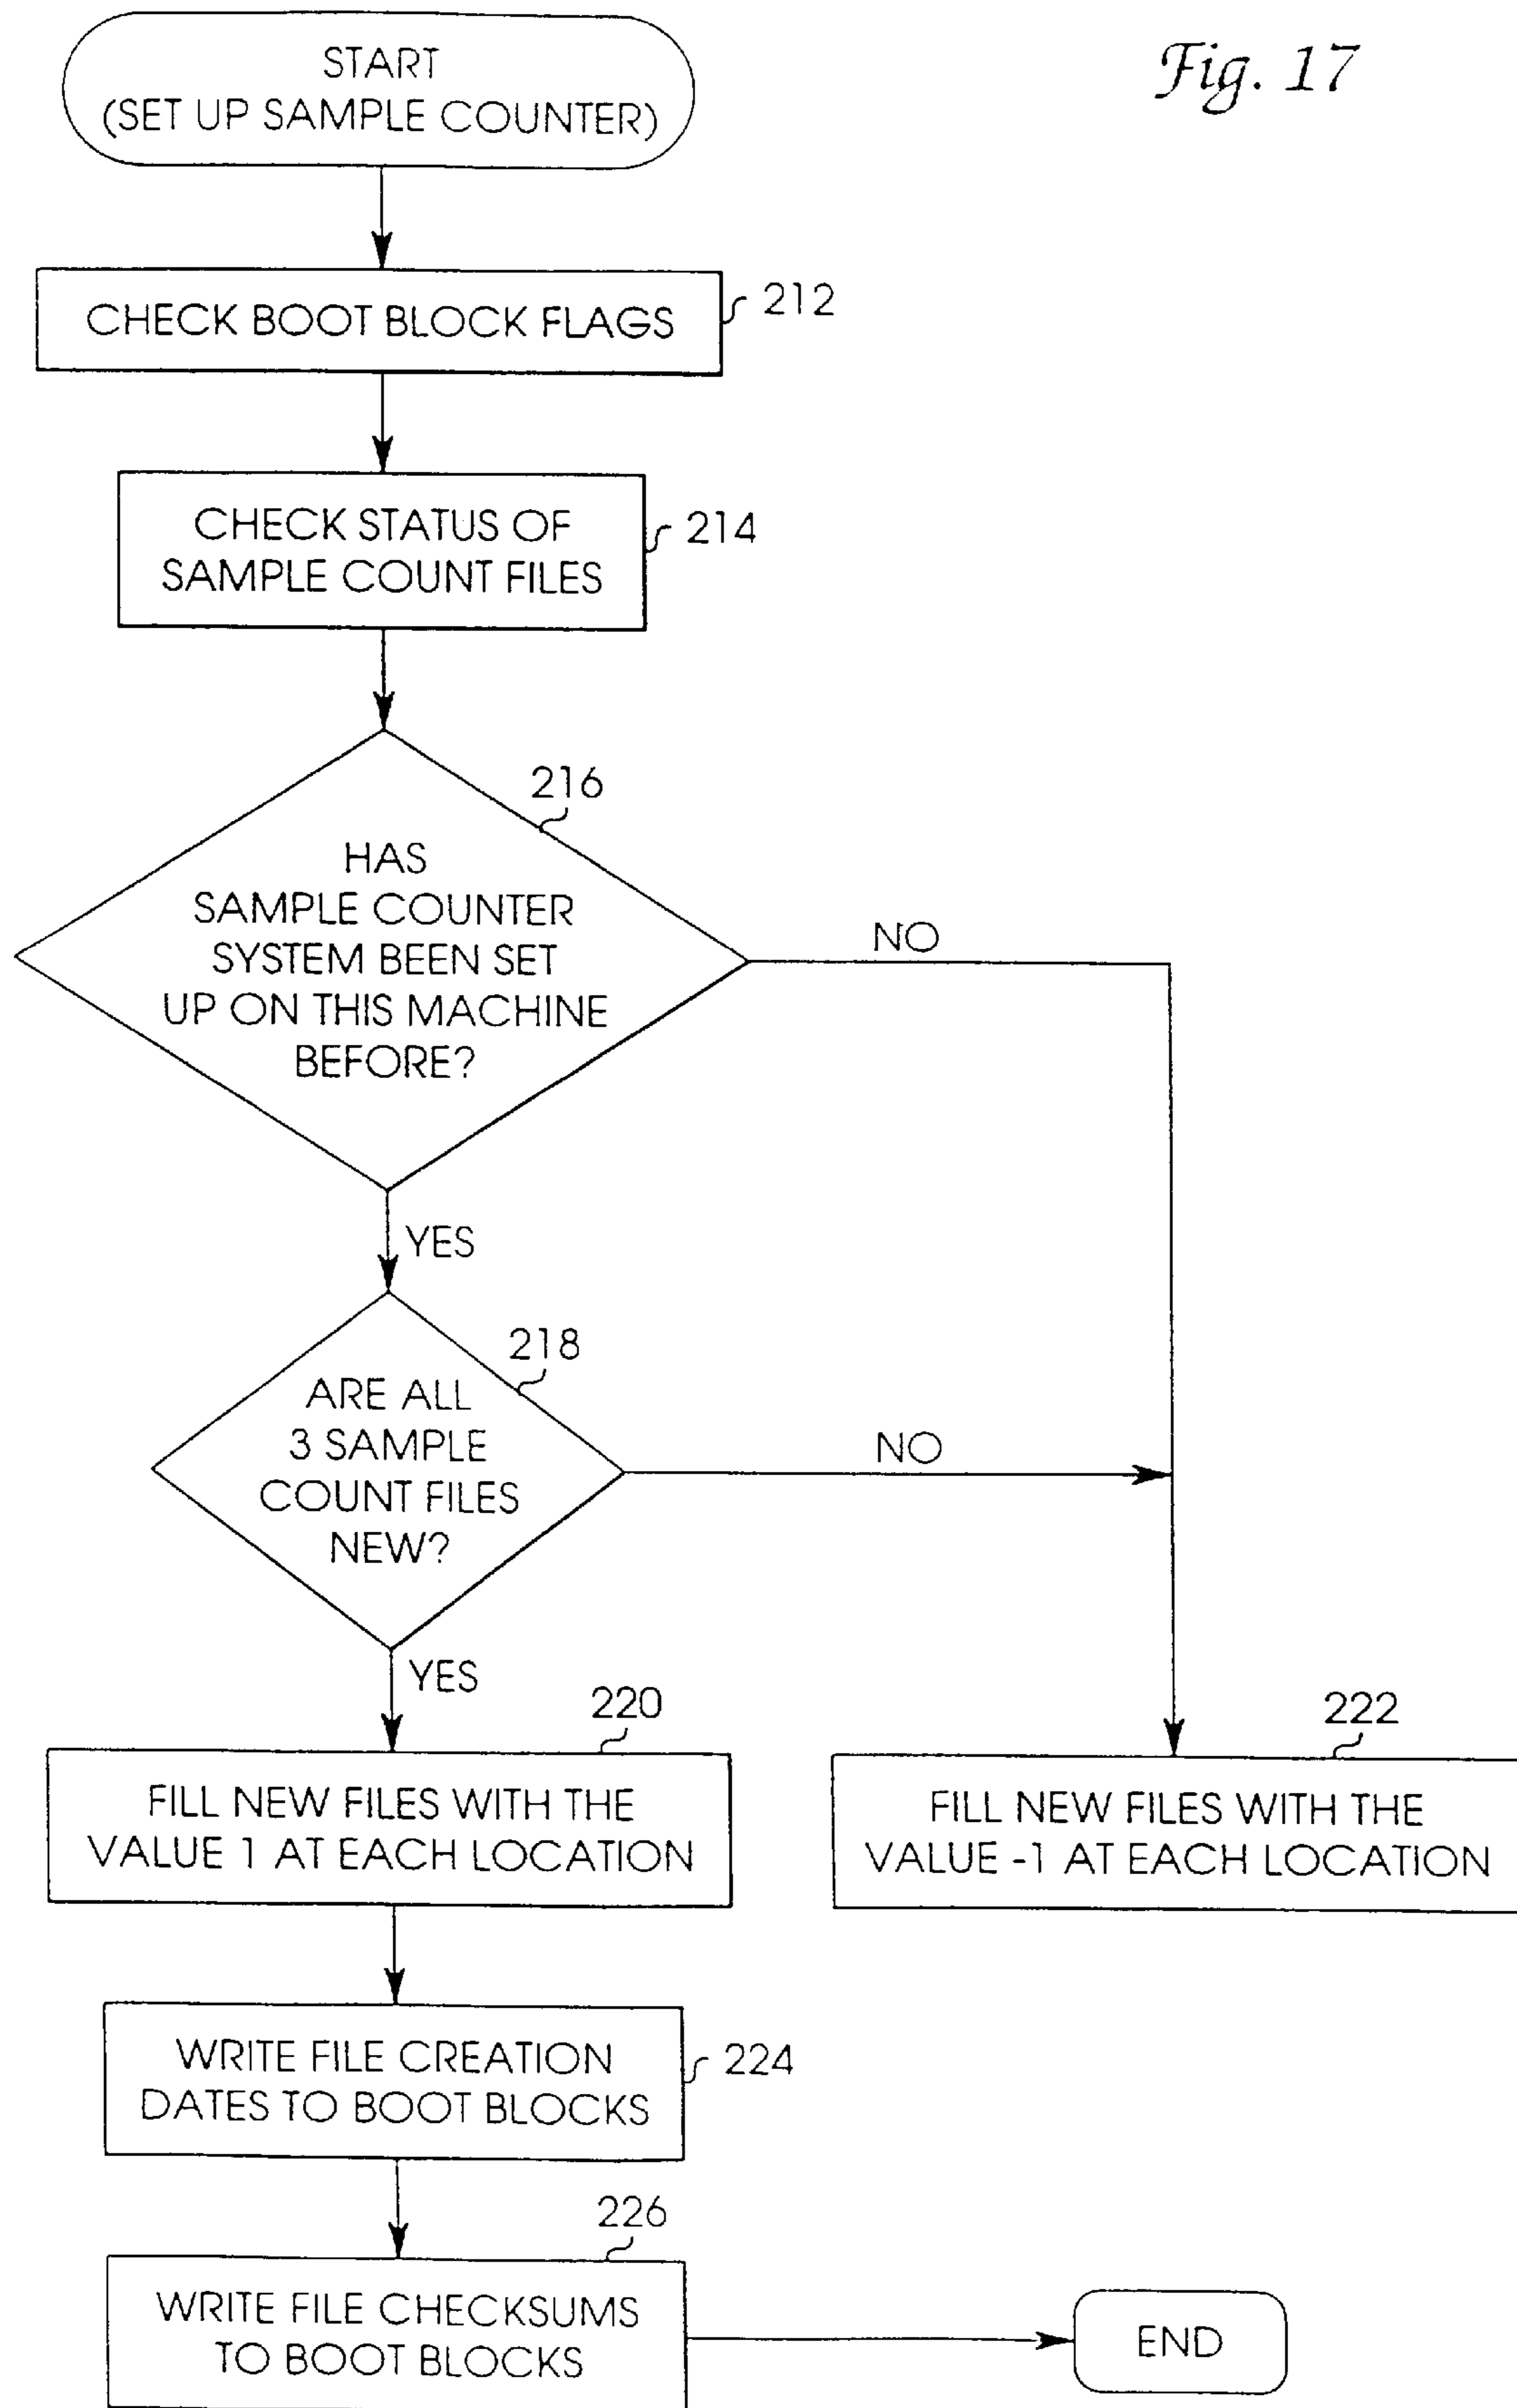 Fig. 17
START
(SET UP SAMPLE COUNTER)
CHECK BOOT BLOCK FLAGS
212
CHECK STATUS OF
SAMPLE COUNT FILES
214
216
HAS
SAMPLE COUNTER
SYSTEM BEEN SET
UP ON THIS MACHINE
BEFORE?
NO
YES
218
ARE ALL
3 SAMPLE
COUNT FILES
NEW?
NO
YES
220
FILL NEW FILES WITH THE
VALUE 1 AT EACH LOCATION
222
FILL NEW FILES WITH THE
VALUE -1 AT EACH LOCATION
WRITE FILE CREATION
DATES TO BOOT BLOCKS
224
226
WRITE FILE CHECKSUMS
TO BOOT BLOCKS
END